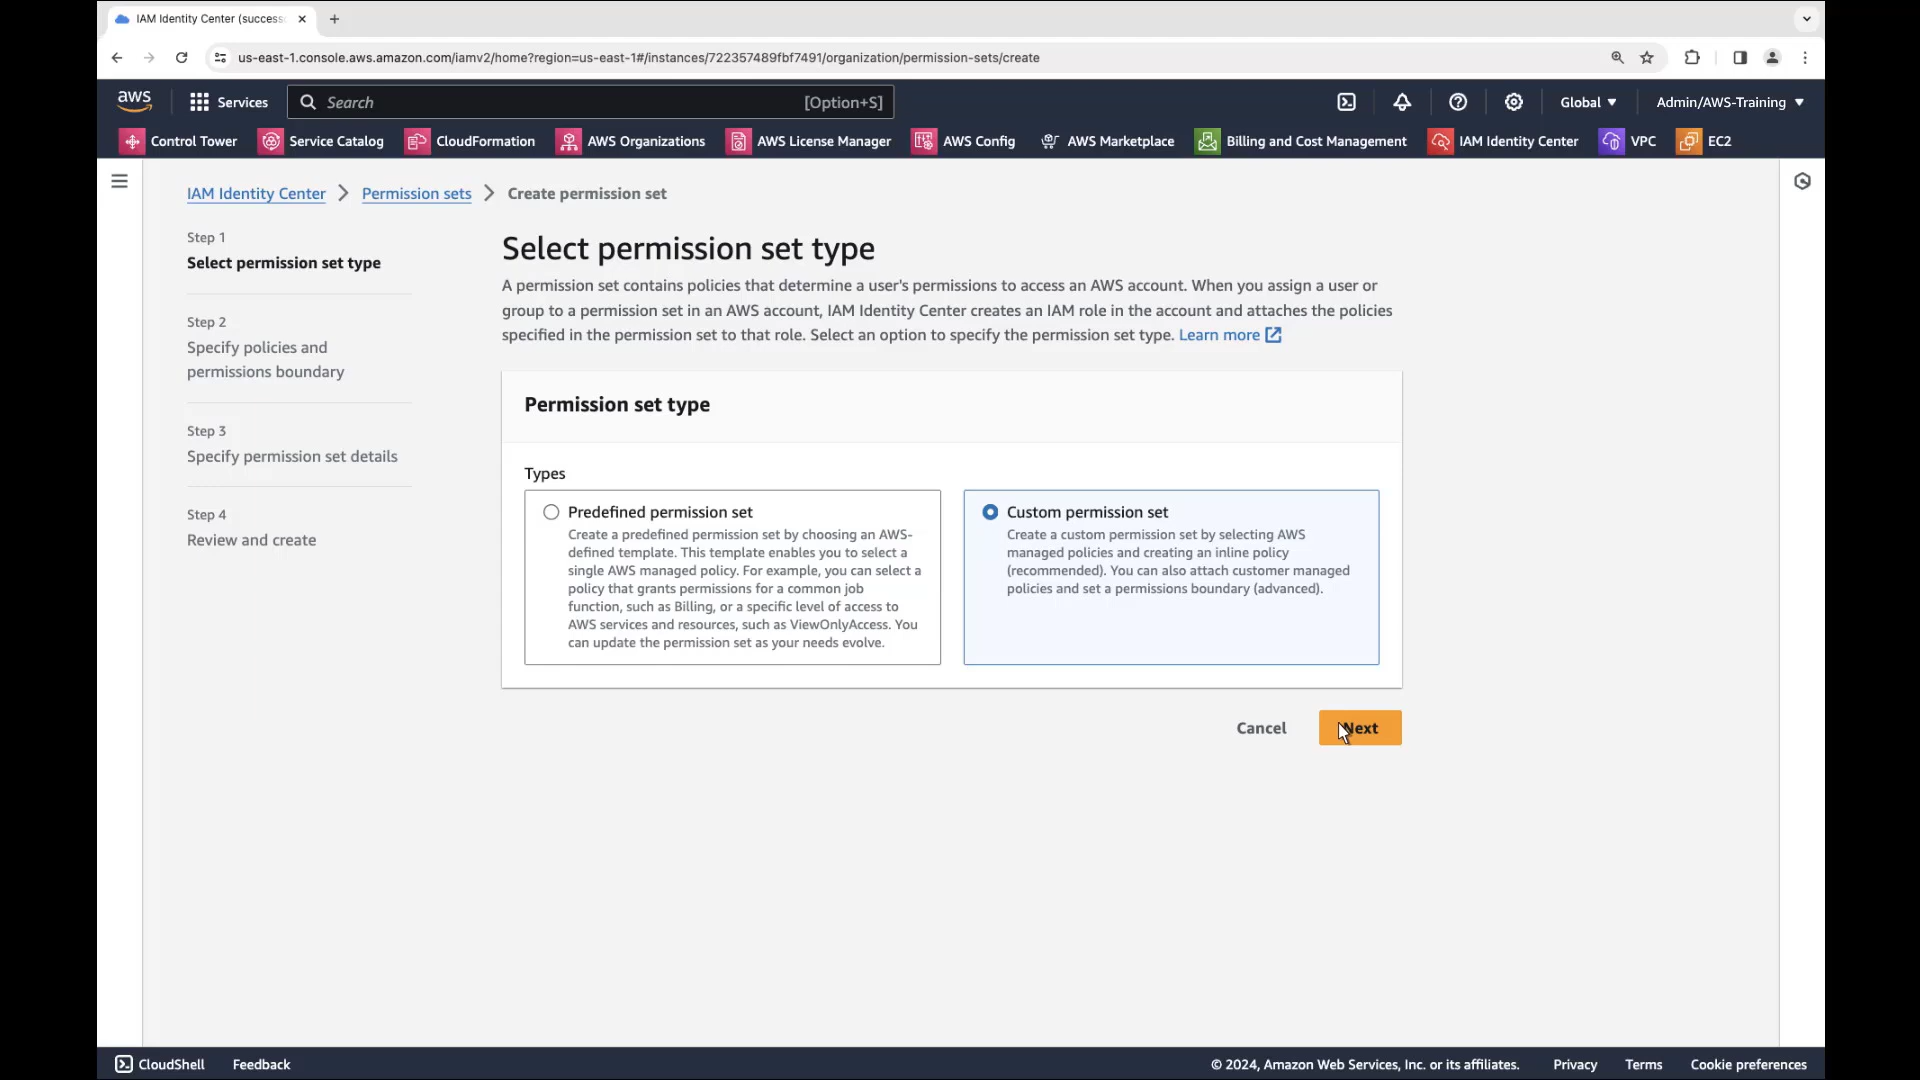 IAM Identity Center (success
us-east-1.console.aws.amazon.com/iamv2/home?region=us-east-1#/instances/722357489fbf7491/organization/permission-sets/create
aws
Services
Search
[Option+S]
Global
Admin/AWS-Training
Control Tower
Service Catalog
CloudFormation
AWS Organizations
AWS License Manager
AWS Config
AWS Marketplace
Billing and Cost Management
IAM Identity Center
VPC
EC2
IAM Identity Center
Permission sets
Create permission set
Step 1
Select permission set type
Step 2
Specify policies and
permissions boundary
Step 3
Specify permission set details
Step 4
Review and create
Select permission set type
A permission set contains policies that determine a user's permissions to access an AWS account. When you assign a user or
group to a permission set in an AWS account, IAM Identity Center creates an IAM role in the account and attaches the policies
specified in the permission set to that role. Select an option to specify the permission set type. Learn more
Permission set type
Types
Predefined permission set
Create a predefined permission set by choosing an AWS-
defined template. This template enables you to select a
single AWS managed policy. For example, you can select a
policy that grants permissions for a common job
function, such as Billing, or a specific level of access to
AWS services and resources, such as ViewOnlyAccess. You
can update the permission set as your needs evolve.
Custom permission set
Create a custom permission set by selecting AWS
managed policies and creating an inline policy
(recommended). You can also attach customer managed
policies and set a permissions boundary (advanced).
Cancel
Next
CloudShell
Feedback
© 2024, Amazon Web Services, Inc. or its affiliates.
Privacy
Terms
Cookie preferences